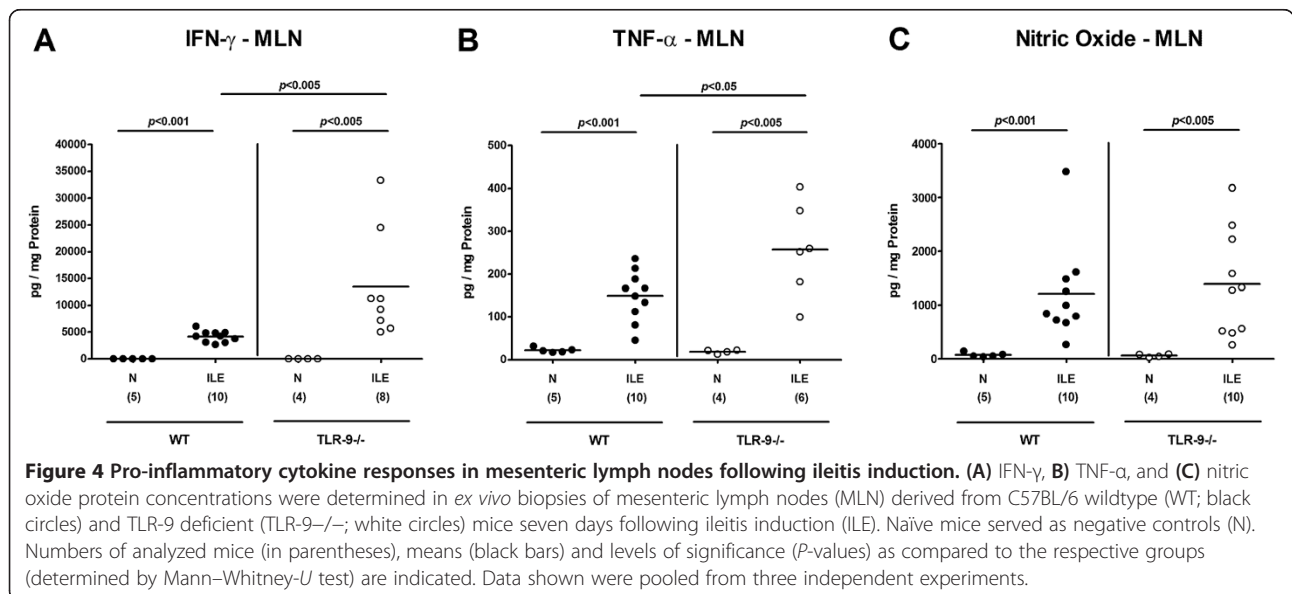 A
IFN-γ - MLN
p<0.005
p<0.001
p<0.005
pg / mg Protein
40000
35000
30000
25000
20000
15000
10000
5000
0
N
ILE
N
ILE
(5)
(10)
(4)
(8)
WT
TLR-9-/-
B
TNF-α - MLN
p<0.05
p<0.001
p<0.005
pg / mg Protein
500
400
300
200
100
0
N
ILE
N
ILE
(5)
(10)
(4)
(6)
WT
TLR-9-/-
C
Nitric Oxide - MLN
p<0.001
p<0.005
pg / mg Protein
4000
3000
2000
1000
0
N
ILE
N
ILE
(5)
(10)
(4)
(10)
WT
TLR-9-/-
Figure 4 Pro-inflammatory cytokine responses in mesenteric lymph nodes following ileitis induction. (A) IFN-γ, B) TNF-α, and (C) nitric
oxide protein concentrations were determined in ex vivo biopsies of mesenteric lymph nodes (MLN) derived from C57BL/6 wildtype (WT; black
circles) and TLR-9 deficient (TLR-9−/−; white circles) mice seven days following ileitis induction (ILE). Naïve mice served as negative controls (N).
Numbers of analyzed mice (in parentheses), means (black bars) and levels of significance (P-values) as compared to the respective groups
(determined by Mann–Whitney-U test) are indicated. Data shown were pooled from three independent experiments.